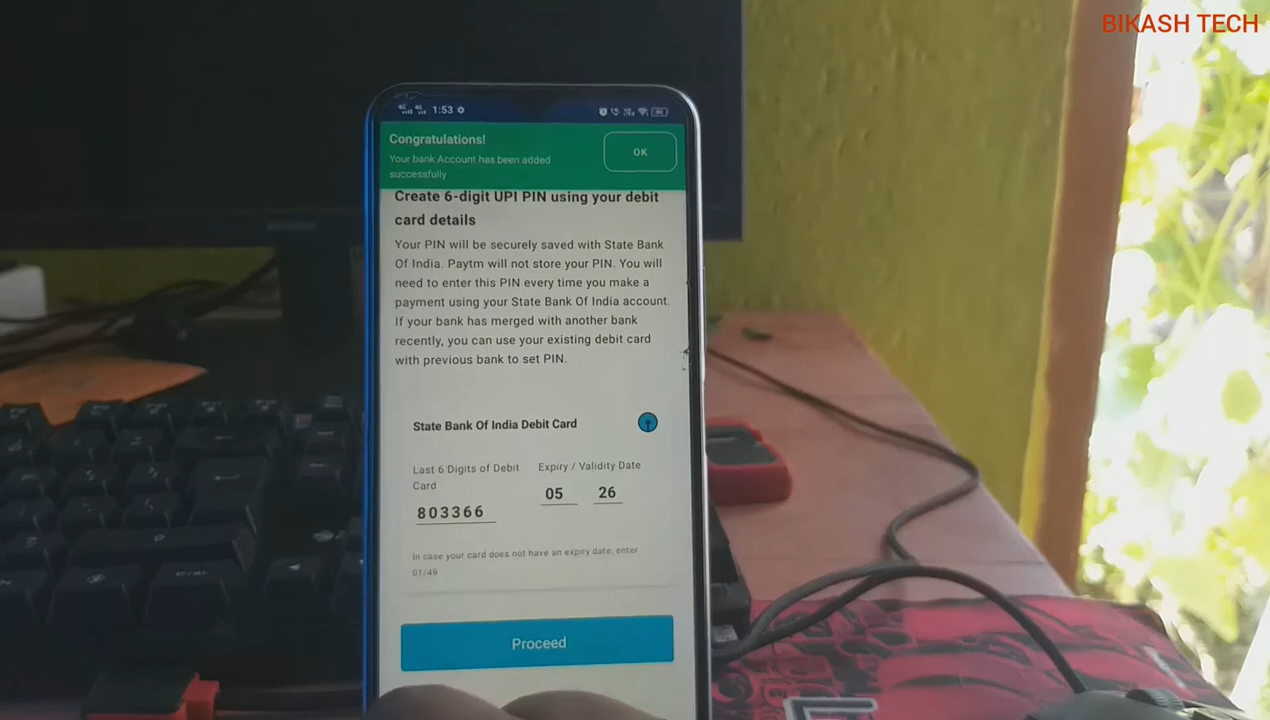 BIKASH TECH
1:53
Congratulations!
Your bank Account has been added
successfully
OK
Create 6-digit UPI PIN using your debit
card details
Your PIN will be securely saved with State Bank
Of India. Paytm will not store your PIN. You will
need to enter this PIN every time you make a
payment using your State Bank Of India account.
If your bank has merged with another bank
recently, you can use your existing debit card
with previous bank to set PIN.
State Bank Of India Debit Card
Last 6 Digits of Debit
Card
Expiry / Validity Date
803366
05 26
In case your card does not have an expiry date, enter
01/49
Proceed